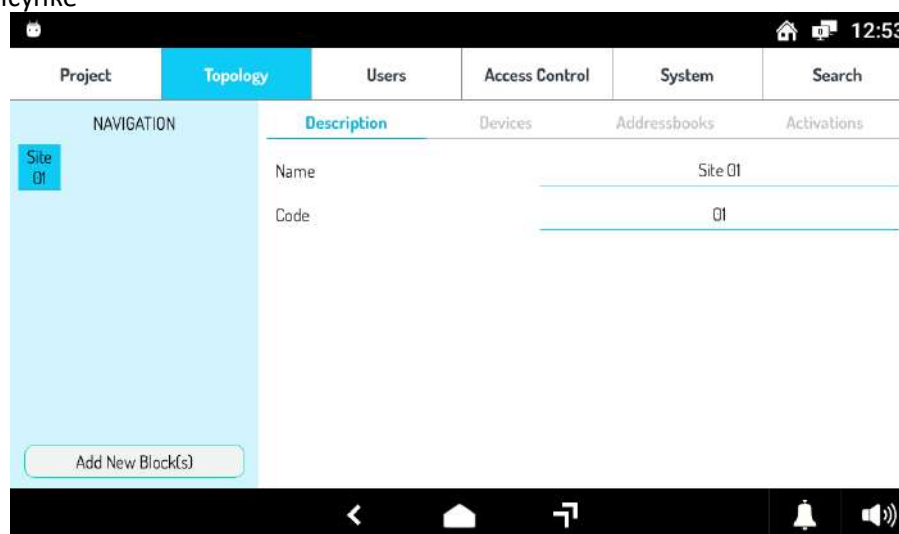 исунке
12:53
Project Topology Users Access Control System Search
NAVIGATION Description Devices Addressbooks Activations
Site
01
Name Site 01
Code 01
Add New Block(s)